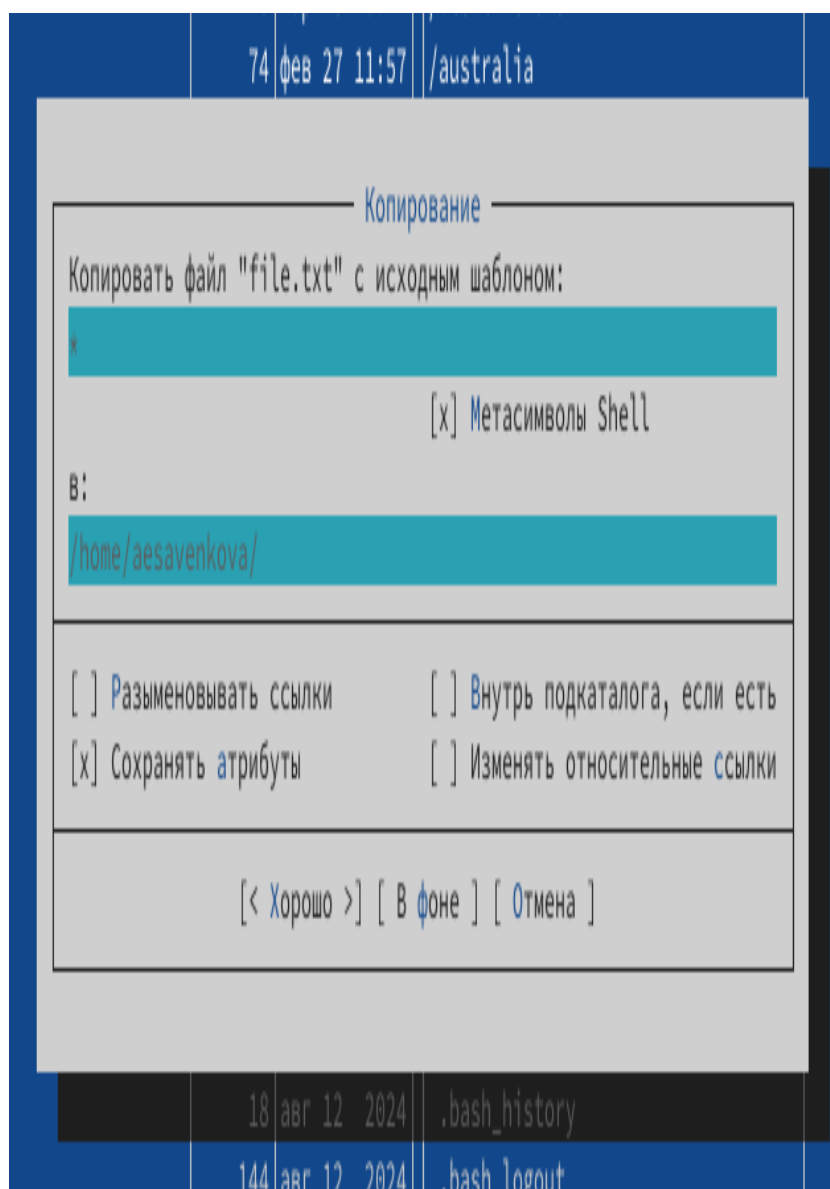 74 фев 27 11:57 /australia
Копирование
Копировать файл "file.txt" с исходным шаблоном:
*
[x] Метасимволы Shell
в:
/home/aesavenkova/
[ ] Разыменовывать ссылки [ ] Внутрь подкаталога, если есть
[x] Сохранять атрибуты [ ] Изменять относительные ссылки
[< Хорошо >] [ В фоне ] [ Отмена ]
18 авг 12 2024 .bash_history
144 авг 12 2024 .bash_logout